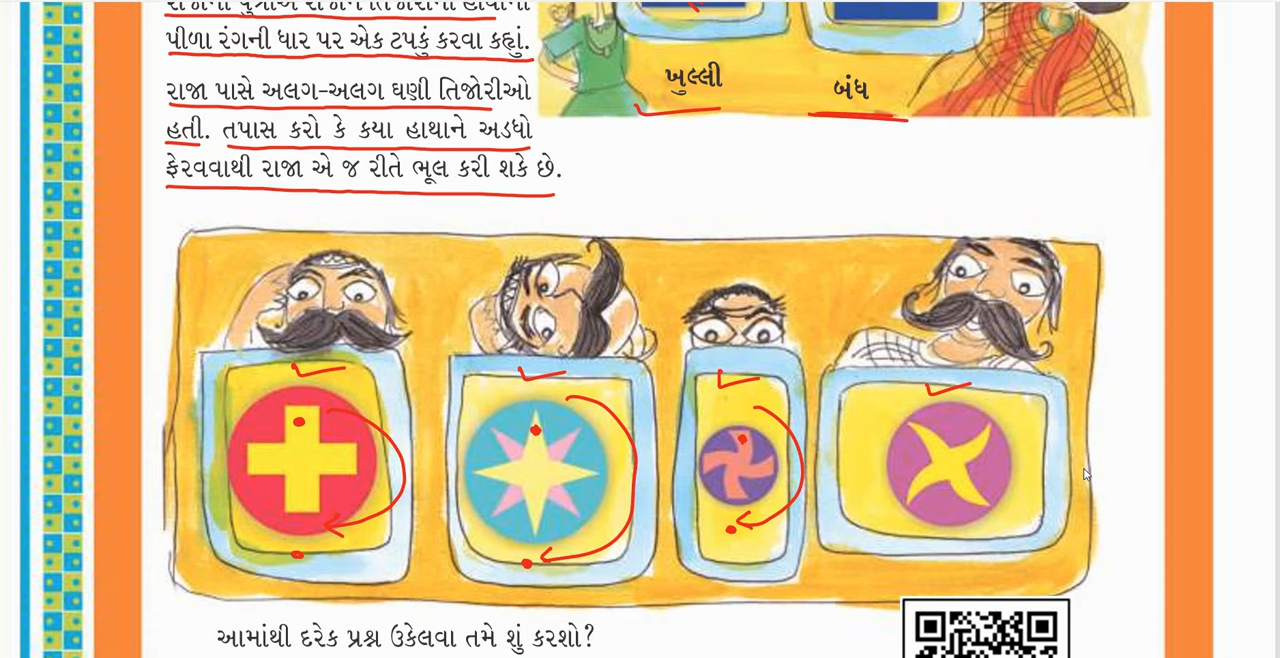 પીળા રંગની ધાર પર એક ટપકું કરવા કહ્યું.
રાજા પાસે અલગ-અલગ ઘણી તિજોરીઓ
હતી. તપાસ કરો કે કયા હાથાને અડધો
ફેરવવાથી રાજા એ જ રીતે ભૂલ કરી શકે છે.
ખુલ્લી
બંધ
આમાંથી દરેક પ્રશ્ન ઉકેલવા તમે શું કરશો?